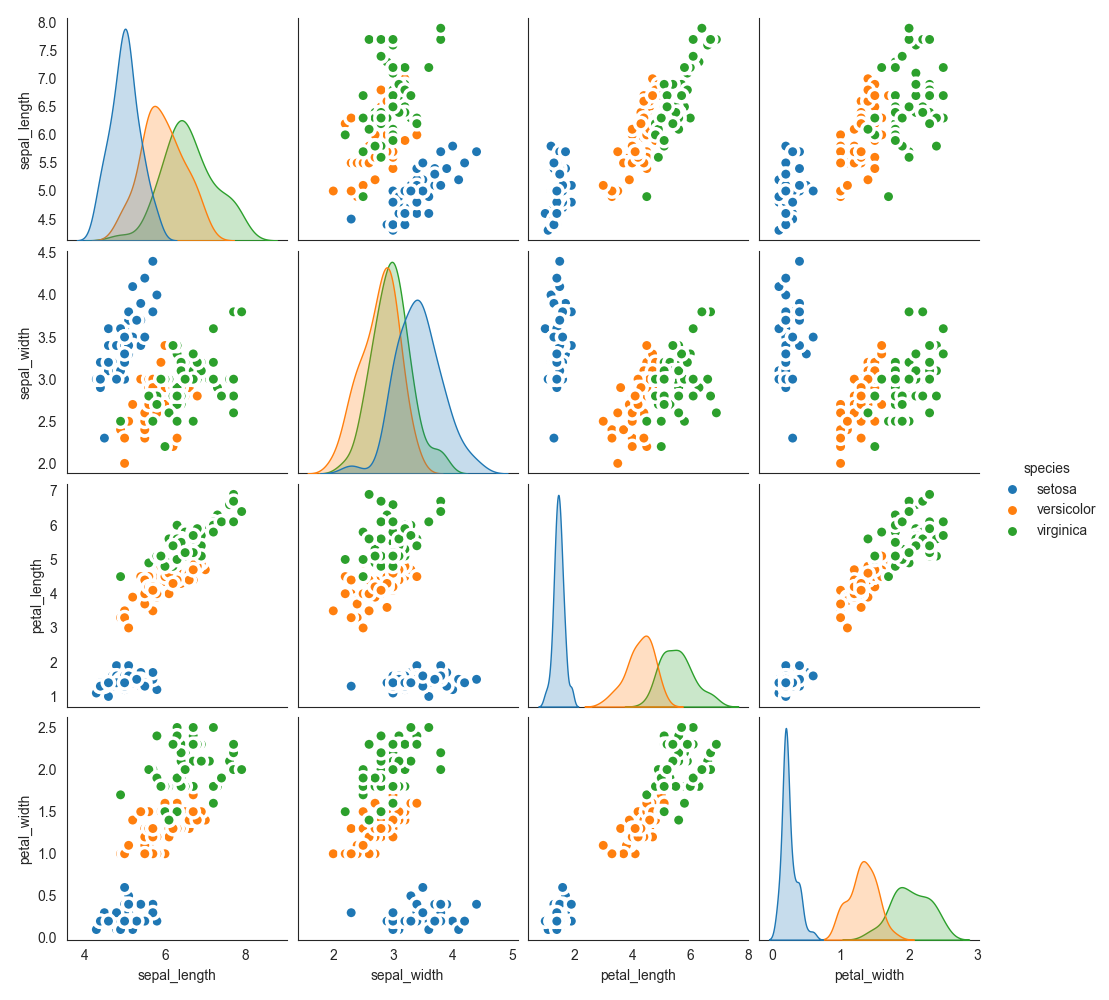 8.0
7.5
7.0
6.5
6.0
5.5
5.0
4.5
sepal_length
4.5
4.0
3.5
3.0
2.5
2.0
sepal_width
7
6
5
4
3
2
1
petal_length
2.5
2.0
1.5
1.0
0.5
0.0
petal_width
4 6 8
sepal_length
2 3 4 5
sepal_width
2 4 6 8
petal_length
0 1 2 3
petal_width
species
setosa
versicolor
virginica